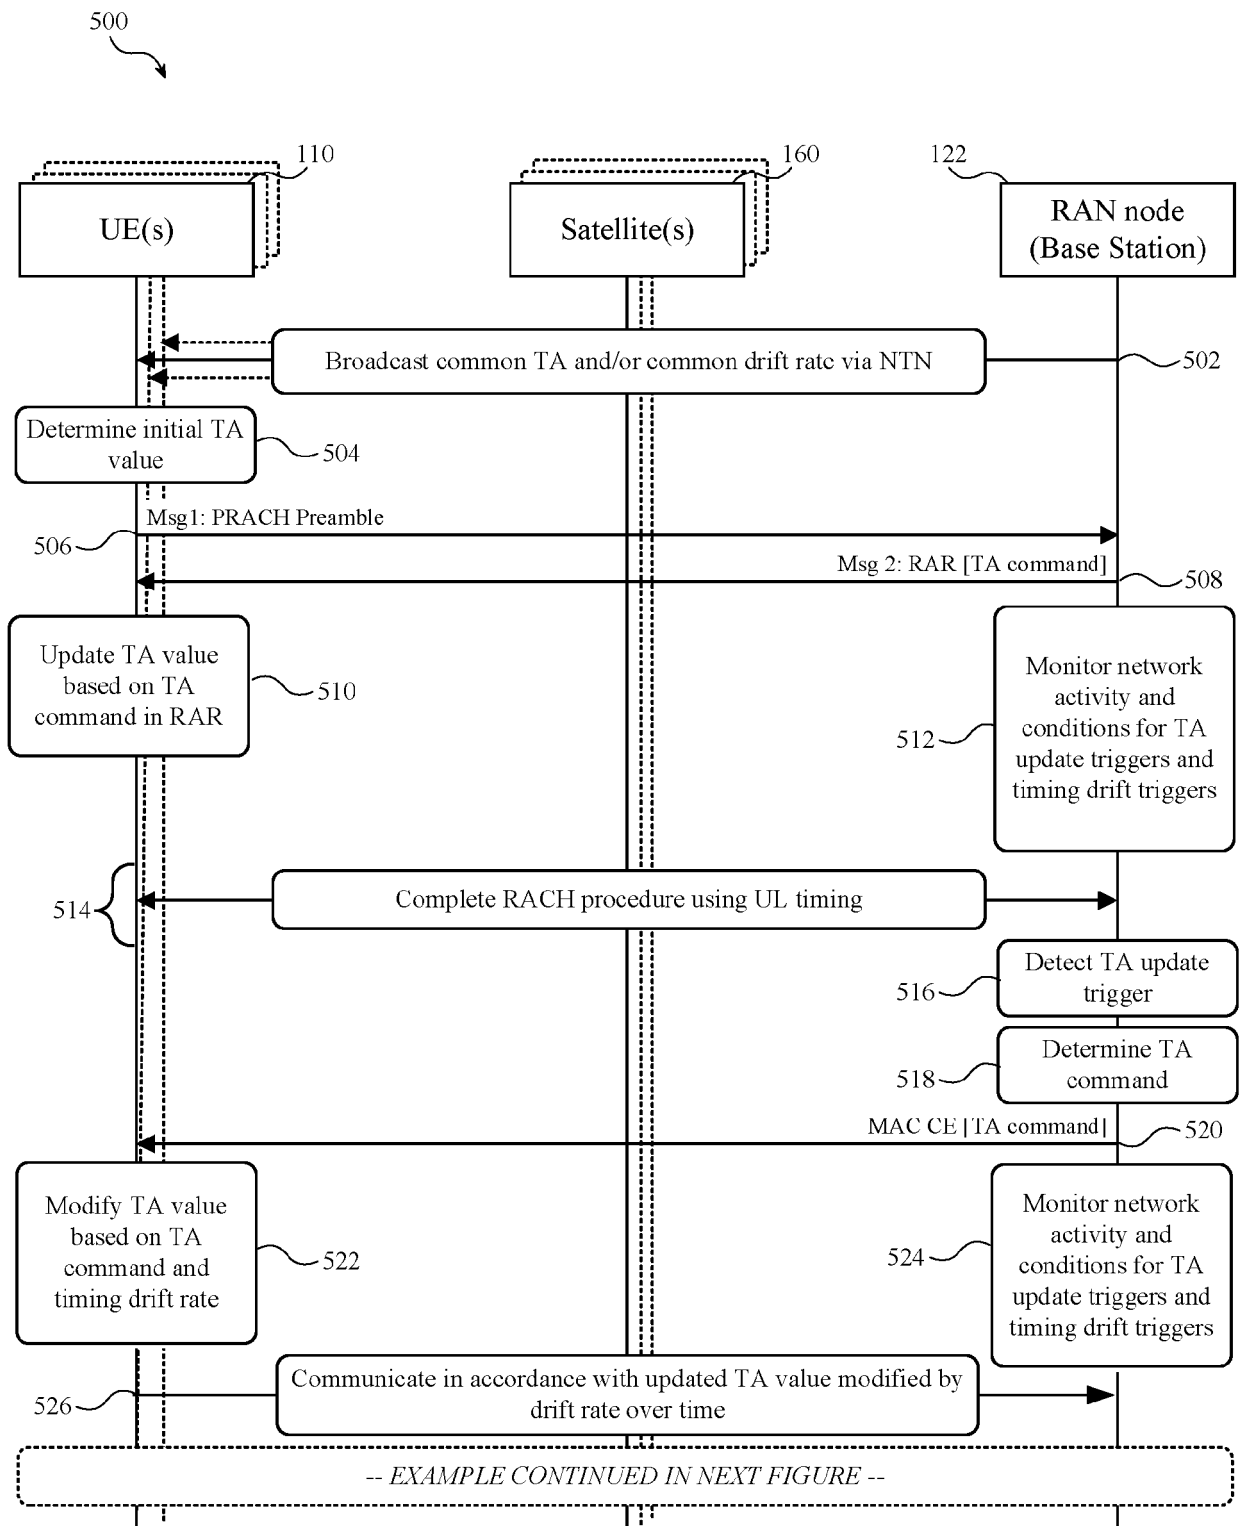 500
110
160
122
UE(s)
Satellite(s)
RAN node
(Base Station)
Broadcast common TA and/or common drift rate via NTN
502
Determine initial TA
value
504
Msg1: PRACH Preamble
506
Msg 2: RAR [TA command]
508
Update TA value
based on TA
command in RAR
510
Monitor network
activity and
conditions for TA
update triggers and
timing drift triggers
512
Complete RACH procedure using UL timing
514
Detect TA update
trigger
516
Determine TA
command
518
MAC CE [TA command]
520
Modify TA value
based on TA
command and
timing drift rate
522
Monitor network
activity and
conditions for TA
update triggers and
timing drift triggers
524
Communicate in accordance with updated TA value modified by
drift rate over time
526
-- EXAMPLE CONTINUED IN NEXT FIGURE --